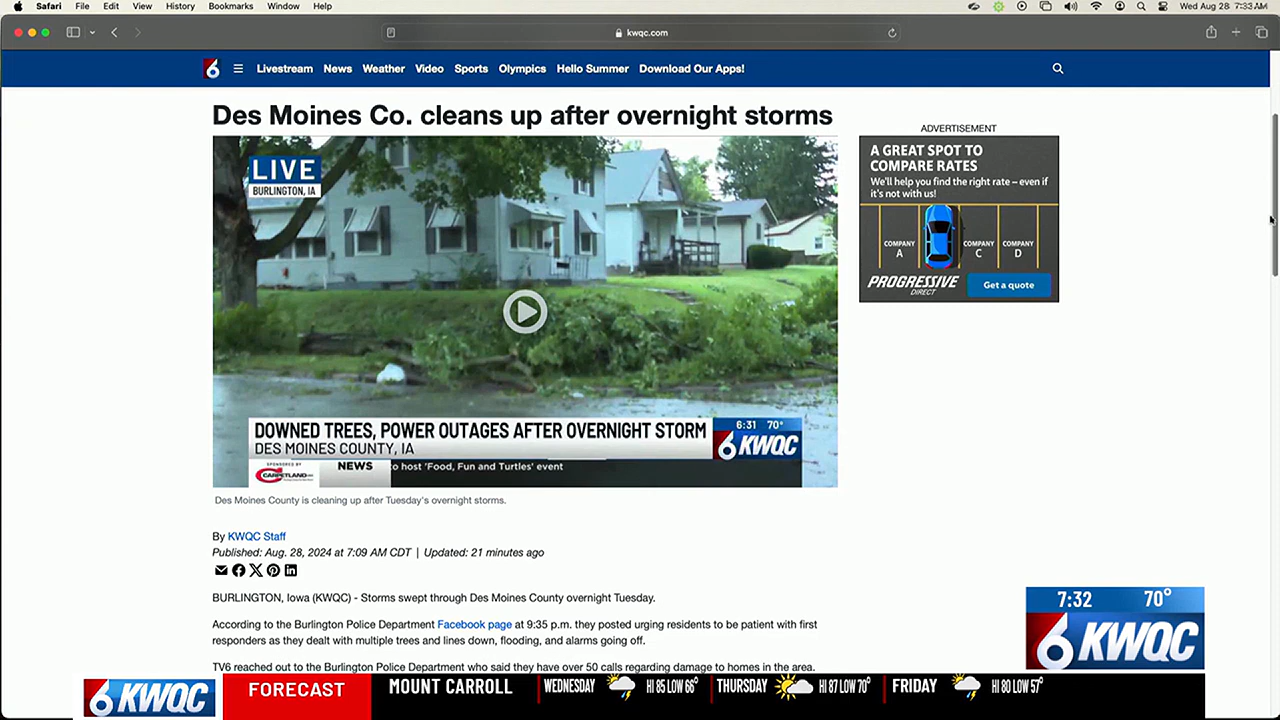 Safari File Edit View History Bookmarks Window Help Wed Aug 28 7:33 AM
kwqc.com
6 Livestream News Weather Video Sports Olympics Hello Summer Download Our Apps!
Des Moines Co. cleans up after overnight storms
LIVE
BURLINGTON, IA
DOWNED TREES, POWER OUTAGES AFTER OVERNIGHT STORM
DES MOINES COUNTY, IA
6:31 70°
6 KWQC
SPONSORED BY
CARPETLAND
NEWS to host 'Food, Fun and Turtles' event
Des Moines County is cleaning up after Tuesday's overnight storms.
ADVERTISEMENT
A GREAT SPOT TO
COMPARE RATES
We'll help you find the right rate – even if
it's not with us!
COMPANY A
COMPANY C
COMPANY D
PROGRESSIVE
DIRECT
Get a quote
By KWQC Staff
Published: Aug. 28, 2024 at 7:09 AM CDT | Updated: 21 minutes ago
BURLINGTON, Iowa (KWQC) - Storms swept through Des Moines County overnight Tuesday.
According to the Burlington Police Department Facebook page at 9:35 p.m. they posted urging residents to be patient with first
responders as they dealt with multiple trees and lines down, flooding, and alarms going off.
TV6 reached out to the Burlington Police Department who said they have over 50 calls regarding damage to homes in the area.
7:32 70°
6 KWQC
6 KWQC FORECAST MOUNT CARROLL WEDNESDAY HI 85 LOW 66° THURSDAY HI 87 LOW 70° FRIDAY HI 80 LOW 57°